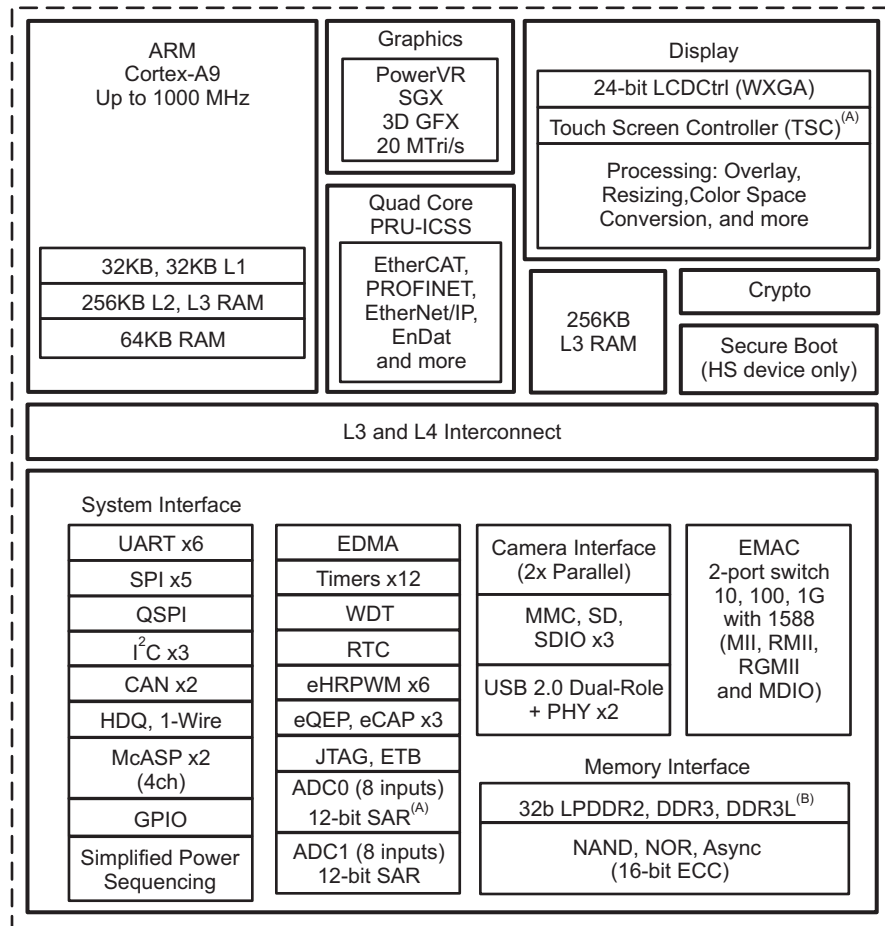 ARM
Cortex-A9
Up to 1000 MHz
32KB, 32KB L1
256KB L2, L3 RAM
64KB RAM
Graphics
PowerVR
SGX
3D GFX
20 MTri/s
Quad Core
PRU-ICSS
EtherCAT,
PROFINET,
EtherNet/IP,
EnDat
and more
Display
24-bit LCDCtrl (WXGA)
Touch Screen Controller (TSC)(A)
Processing: Overlay,
Resizing,Color Space
Conversion, and more
256KB
L3 RAM
Crypto
Secure Boot
(HS device only)
L3 and L4 Interconnect
System Interface
UART x6
SPI x5
QSPI
I2C x3
CAN x2
HDQ, 1-Wire
McASP x2
(4ch)
GPIO
Simplified Power
Sequencing
EDMA
Timers x12
WDT
RTC
eHRPWM x6
eQEP, eCAP x3
JTAG, ETB
ADC0 (8 inputs)
12-bit SAR(A)
ADC1 (8 inputs)
12-bit SAR
Camera Interface
(2x Parallel)
MMC, SD,
SDIO x3
USB 2.0 Dual-Role
+ PHY x2
EMAC
2-port switch
10, 100, 1G
with 1588
(MII, RMII,
RGMII
and MDIO)
Memory Interface
32b LPDDR2, DDR3, DDR3L(B)
NAND, NOR, Async
(16-bit ECC)